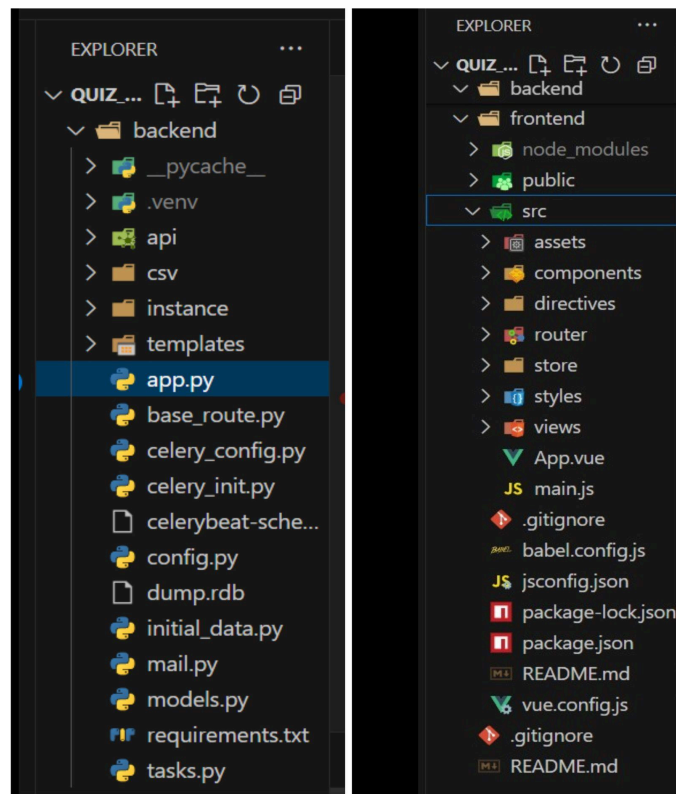 EXPLORER
QUIZ_...
backend
__pycache__
.venv
api
csv
instance
templates
app.py
base_route.py
celery_config.py
celery_init.py
celerybeat-sche...
config.py
dump.rdb
initial_data.py
mail.py
models.py
requirements.txt
tasks.py
EXPLORER
QUIZ_...
backend
frontend
node_modules
public
src
assets
components
directives
router
store
styles
views
App.vue
JS main.js
.gitignore
BABEL babel.config.js
JS jsconfig.json
package-lock.json
package.json
M↓ README.md
vue.config.js
.gitignore
M↓ README.md